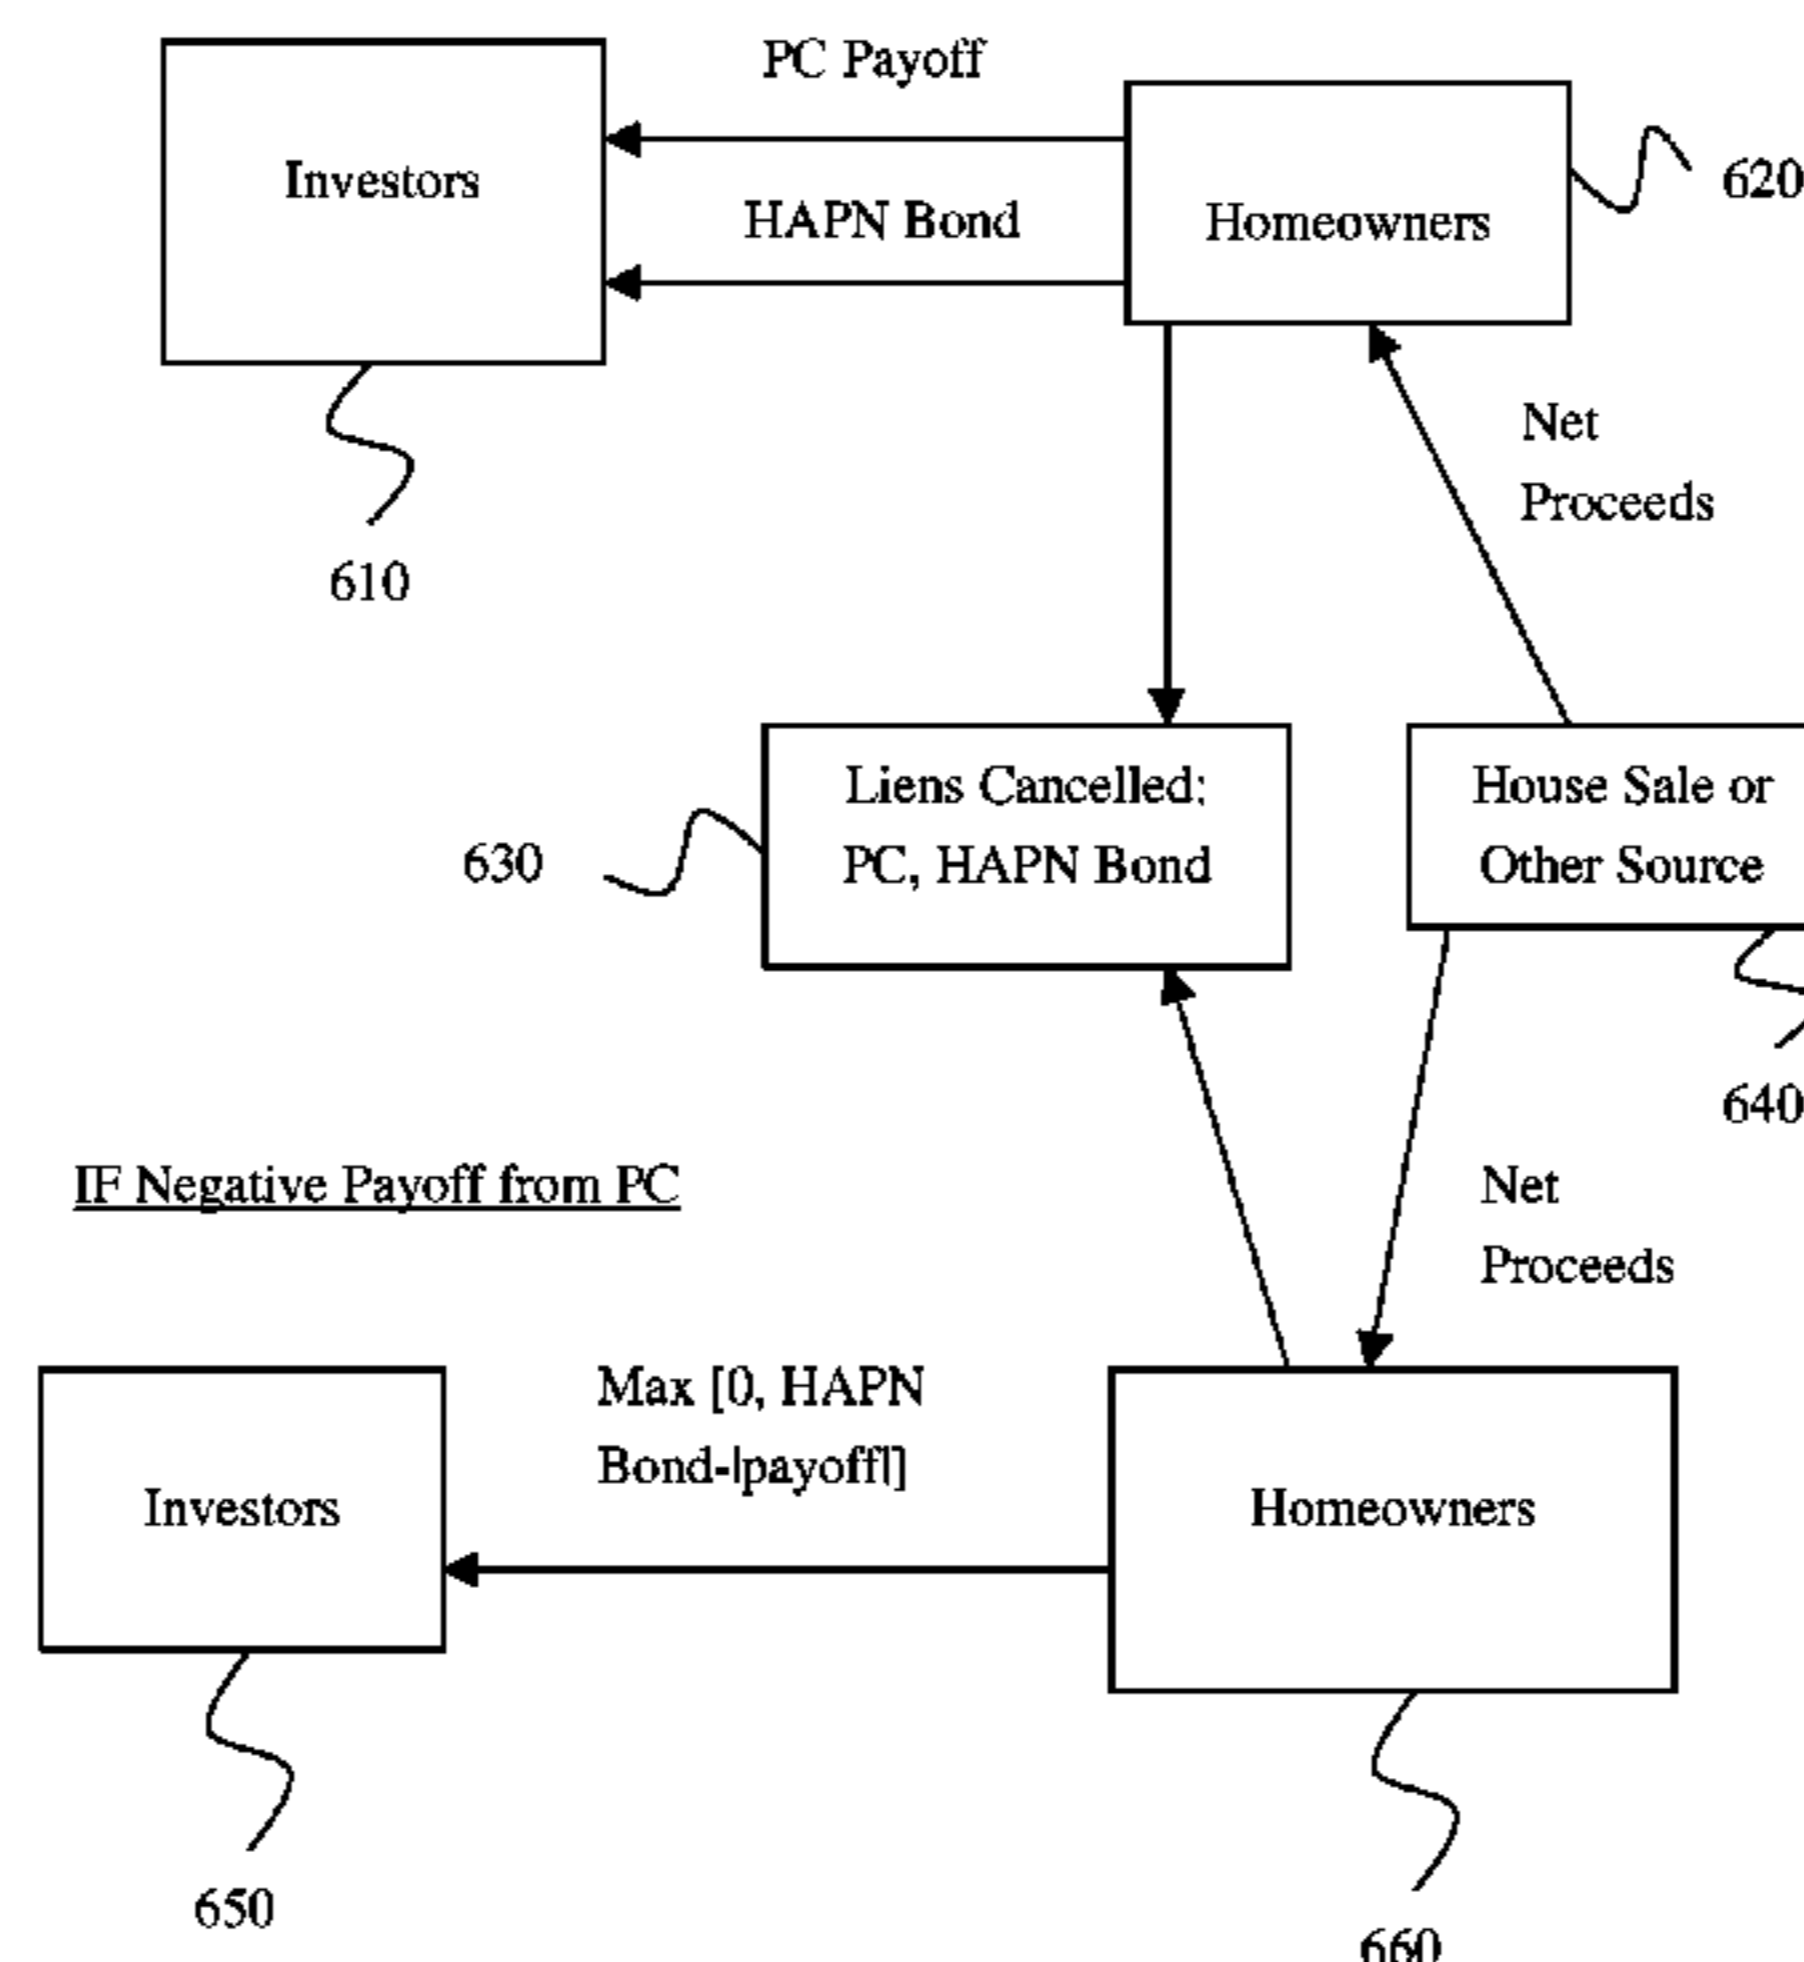 PC Payoff
Investors
HAPN Bond
Homeowners
620
Net
Proceeds
610
Liens Cancelled:
PC, HAPN Bond
House Sale or
Other Source
630
640
IF Negative Payoff from PC
Net
Proceeds
Max [0, HAPN
Bond-|payoff|]
Investors
Homeowners
650
660